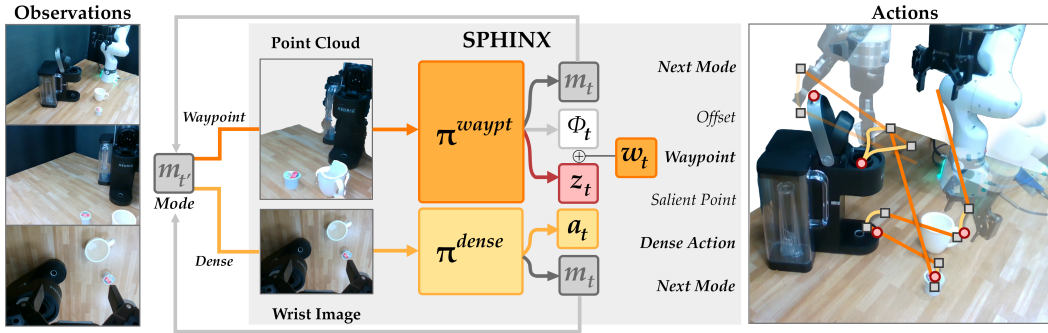 Observations
SPHINX
Actions
Point Cloud
Waypoint
π^waypt
m_t
Next Mode
Φ_t
Offset
⊕
w_t
Waypoint
m_t'
Mode
z_t
Salient Point
Dense
π^dense
a_t
Dense Action
m_t
Next Mode
Wrist Image